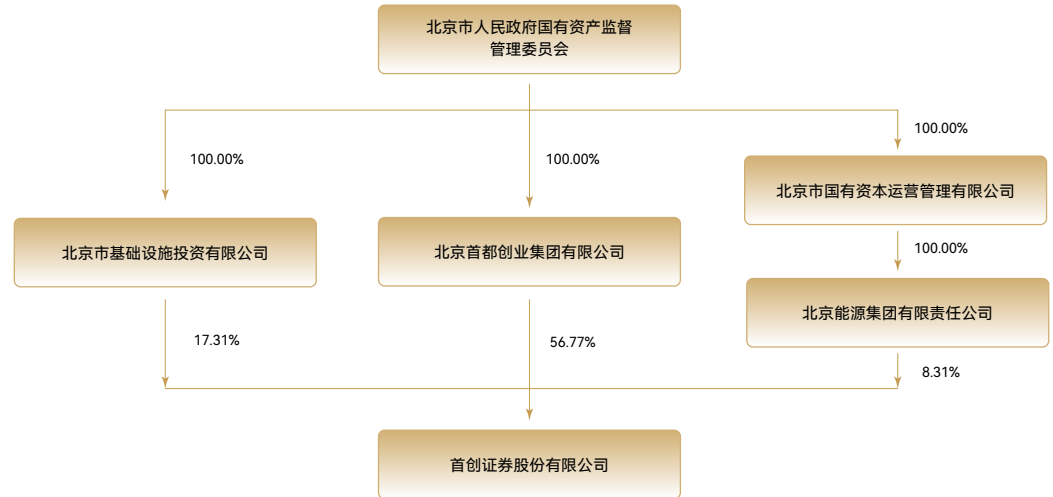 北京市人民政府国有资产监督
管理委员会
100.00%
100.00%
100.00%
北京市国有资本运营管理有限公司
北京市基础设施投资有限公司
北京首都创业集团有限公司
100.00%
北京能源集团有限责任公司
17.31%
56.77%
8.31%
首创证券股份有限公司